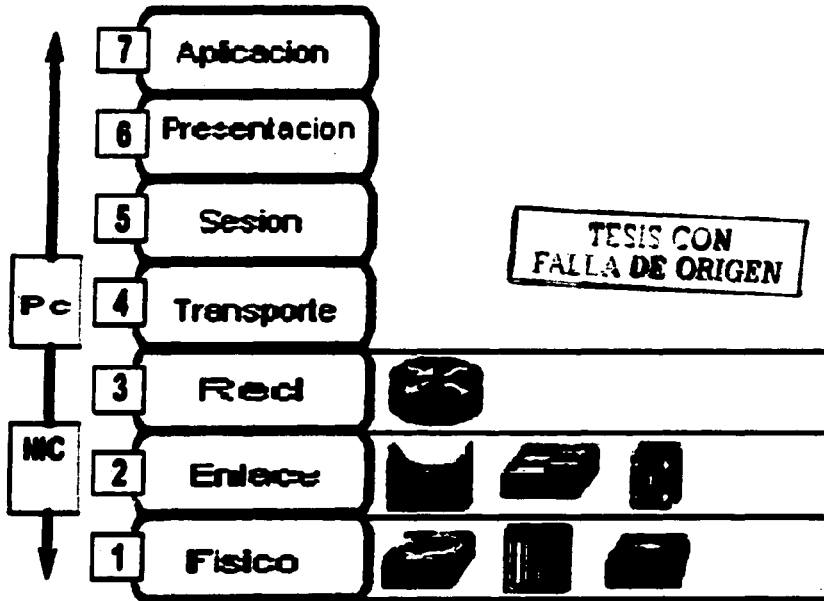 7 Aplicacion
6 Presentacion
5 Sesion
TESIS CON
FALLA DE ORIGEN
Pc
4 Transporte
3 Red
NIC
2 Enlace
1 Fisico